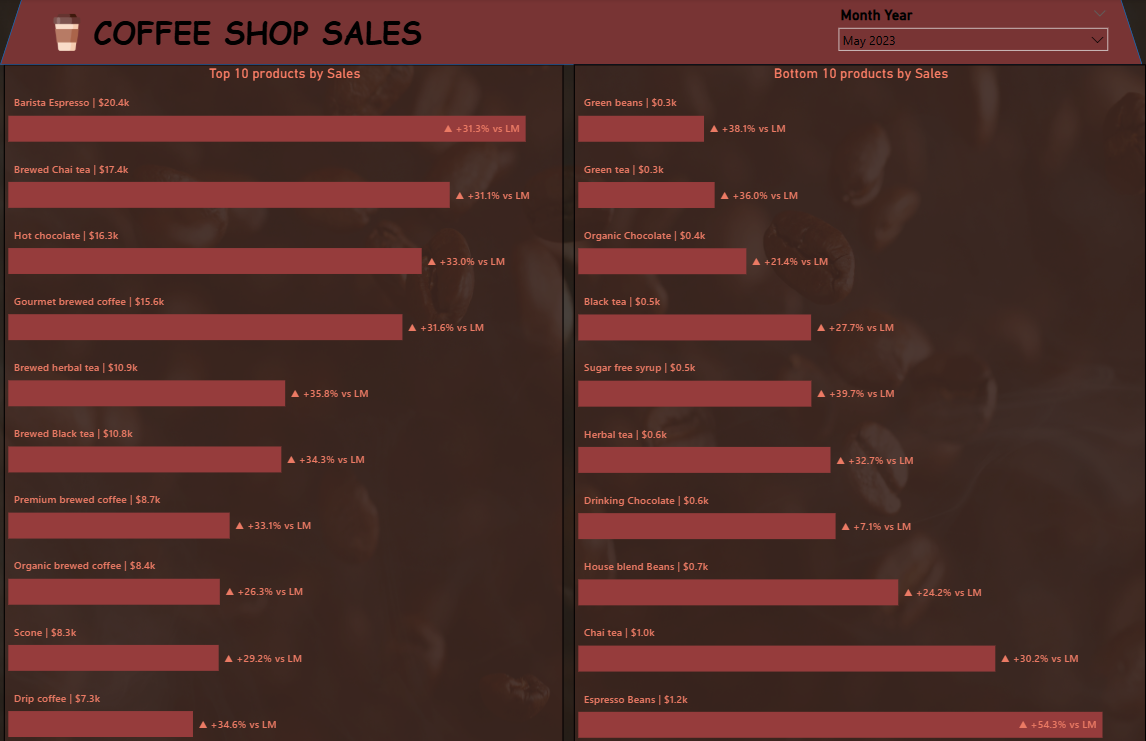 COFFEE SHOP SALES
Month Year
May 2023
Top 10 products by Sales
Barista Espresso | $20.4k
▲ +31.3% vs LM
Brewed Chai tea | $17.4k
▲ +31.1% vs LM
Hot chocolate | $16.3k
▲ +33.0% vs LM
Gourmet brewed coffee | $15.6k
▲ +31.6% vs LM
Brewed herbal tea | $10.9k
▲ +35.8% vs LM
Brewed Black tea | $10.8k
▲ +34.3% vs LM
Premium brewed coffee | $8.7k
▲ +33.1% vs LM
Organic brewed coffee | $8.4k
▲ +26.3% vs LM
Scone | $8.3k
▲ +29.2% vs LM
Drip coffee | $7.3k
▲ +34.6% vs LM
Bottom 10 products by Sales
Green beans | $0.3k
▲ +38.1% vs LM
Green tea | $0.3k
▲ +36.0% vs LM
Organic Chocolate | $0.4k
▲ +21.4% vs LM
Black tea | $0.5k
▲ +27.7% vs LM
Sugar free syrup | $0.5k
▲ +39.7% vs LM
Herbal tea | $0.6k
▲ +32.7% vs LM
Drinking Chocolate | $0.6k
▲ +7.1% vs LM
House blend Beans | $0.7k
▲ +24.2% vs LM
Chai tea | $1.0k
▲ +30.2% vs LM
Espresso Beans | $1.2k
▲ +54.3% vs LM